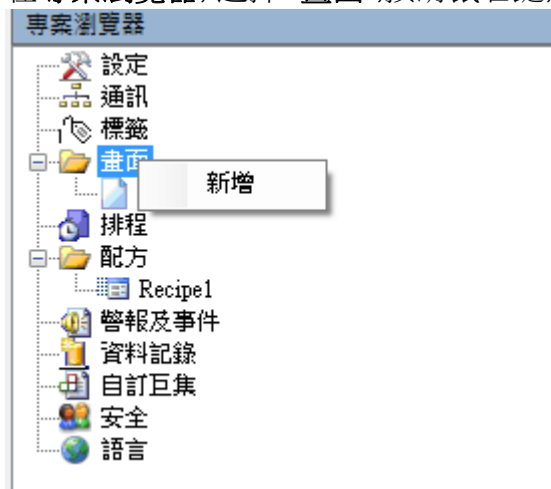 專案瀏覽器
設定
通訊
標籤
畫面
新增
排程
配方
Recipe1
警報及事件
資料記錄
自訂巨集
安全
語言